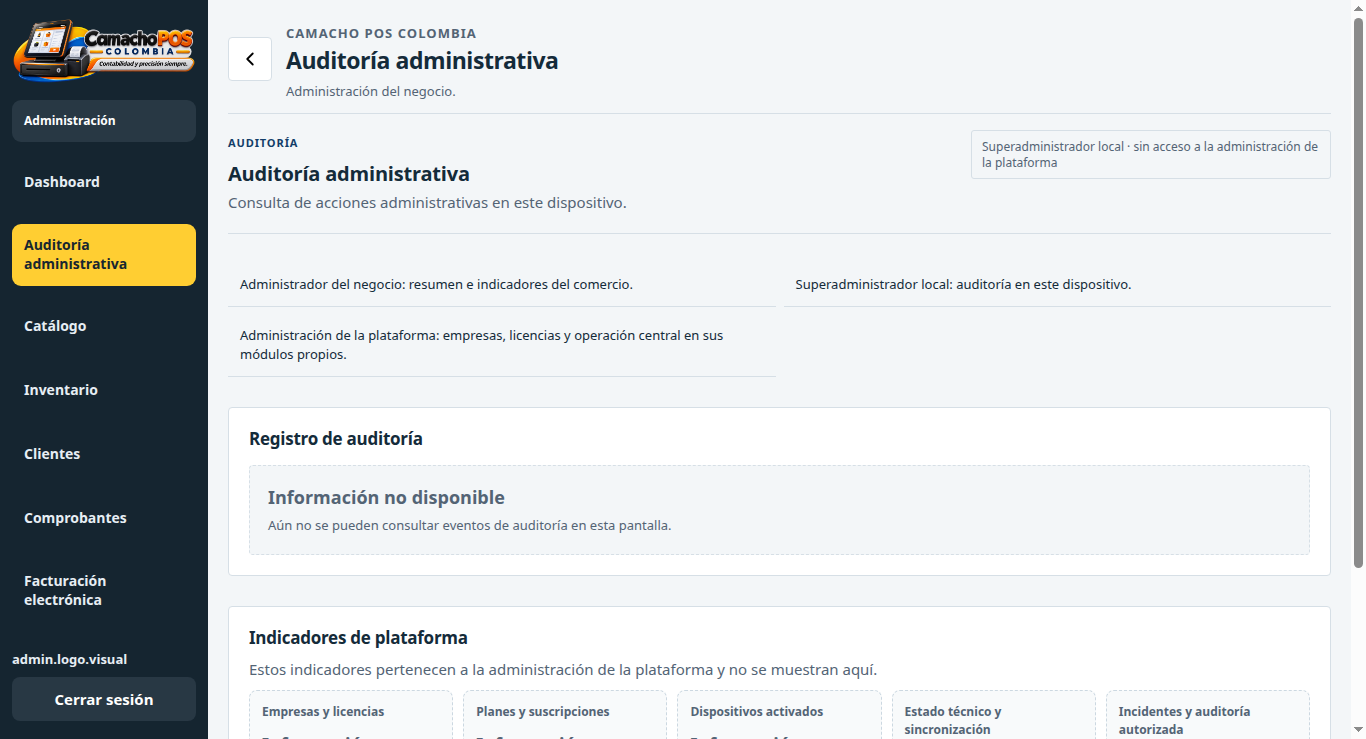 CamachoPOS
COLOMBIA
Contabilidad y precisión siempre.
Administración
Dashboard
Auditoría
administrativa
Catálogo
Inventario
Clientes
Comprobantes
Facturación
electrónica
admin.logo.visual
Cerrar sesión
CAMACHO POS COLOMBIA
Auditoría administrativa
Administración del negocio.
AUDITORÍA
Auditoría administrativa
Consulta de acciones administrativas en este dispositivo.
Superadministrador local · sin acceso a la administración de
la plataforma
Administrador del negocio: resumen e indicadores del comercio.
Superadministrador local: auditoría en este dispositivo.
Administración de la plataforma: empresas, licencias y operación central en sus
módulos propios.
Registro de auditoría
Información no disponible
Aún no se pueden consultar eventos de auditoría en esta pantalla.
Indicadores de plataforma
Estos indicadores pertenecen a la administración de la plataforma y no se muestran aquí.
Empresas y licencias
Planes y suscripciones
Dispositivos activados
Estado técnico y
sincronización
Incidentes y auditoría
autorizada